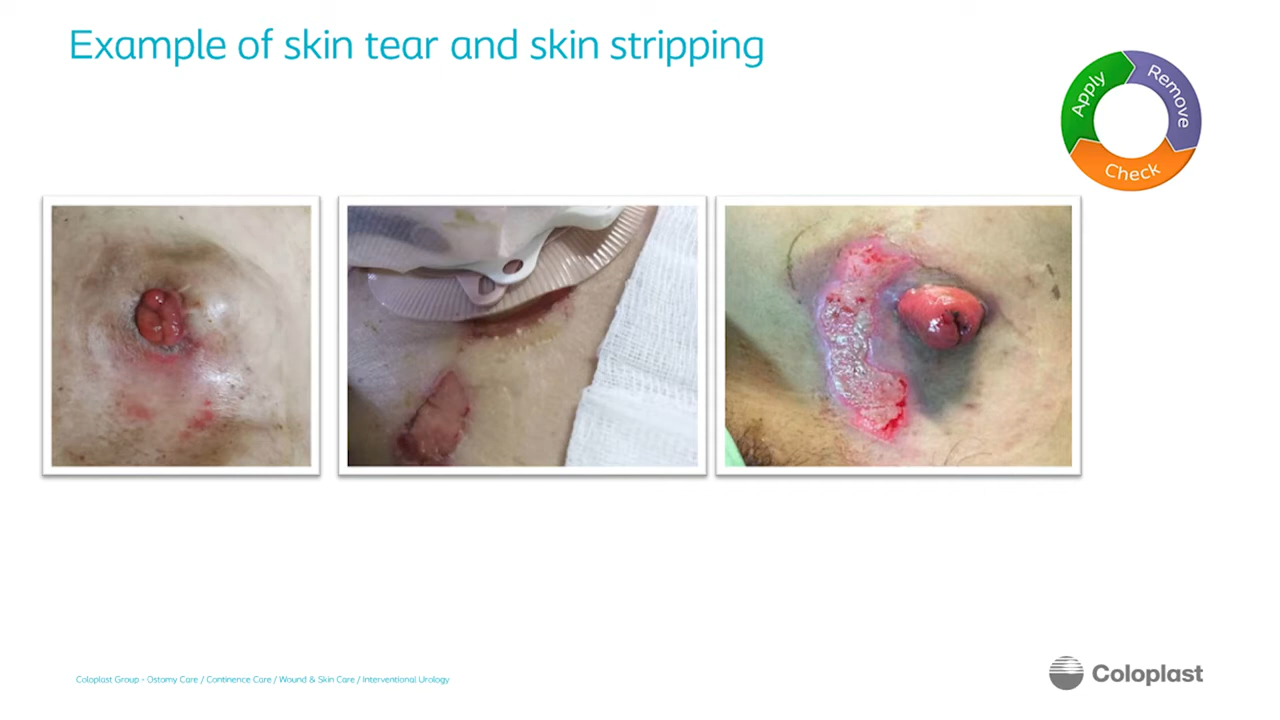 Example of skin tear and skin stripping
Apply
Remove
Check
Coloplast Group - Ostomy Care / Continence Care / Wound & Skin Care / Interventional Urology
Coloplast